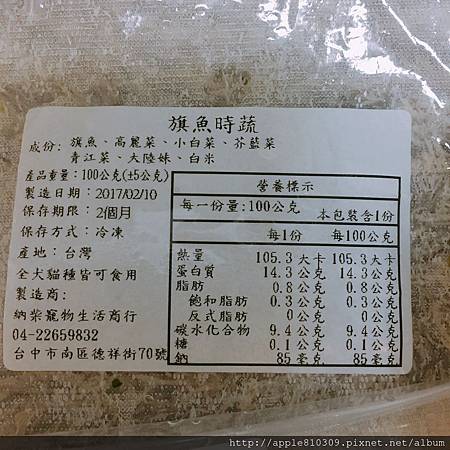 旗魚時蔬
成份: 旗魚、高麗菜、小白菜、芥藍菜
青江菜、大陸妹、白米
產品重量:100公克(±5公克)
製造日期:2017/02/10
保存期限:2個月
保存方式:冷凍
產地:台灣
全犬貓種皆可食用
製造商:
納柴寵物生活商行
04-22659832
台中市南區德祥街70號
營養標示
每一份量:100公克
本包裝含1份
每1份 每100公克
熱量 105.3大卡 105.3大卡
蛋白質 14.3公克 14.3公克
脂肪 0.8公克 0.8公克
飽和脂肪 0.3公克 0.3公克
反式脂肪 0公克 0公克
碳水化合物 9.4公克 9.4公克
糖 0.1公克 0.1公克
鈉 85毫克 85毫克
http://apple810309.pixnet.net/album